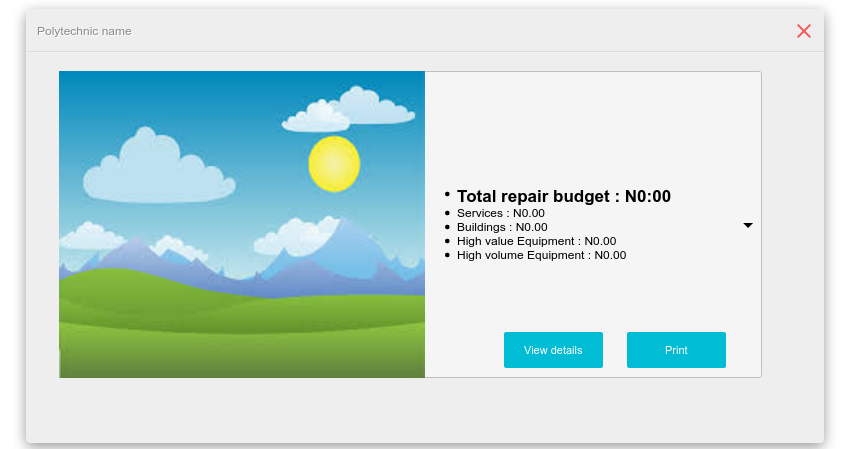 Polytechnic name
Total repair budget : N0:00
Services : N0.00
Buildings : N0.00
High value Equipment : N0.00
High volume Equipment : N0.00
View details
Print